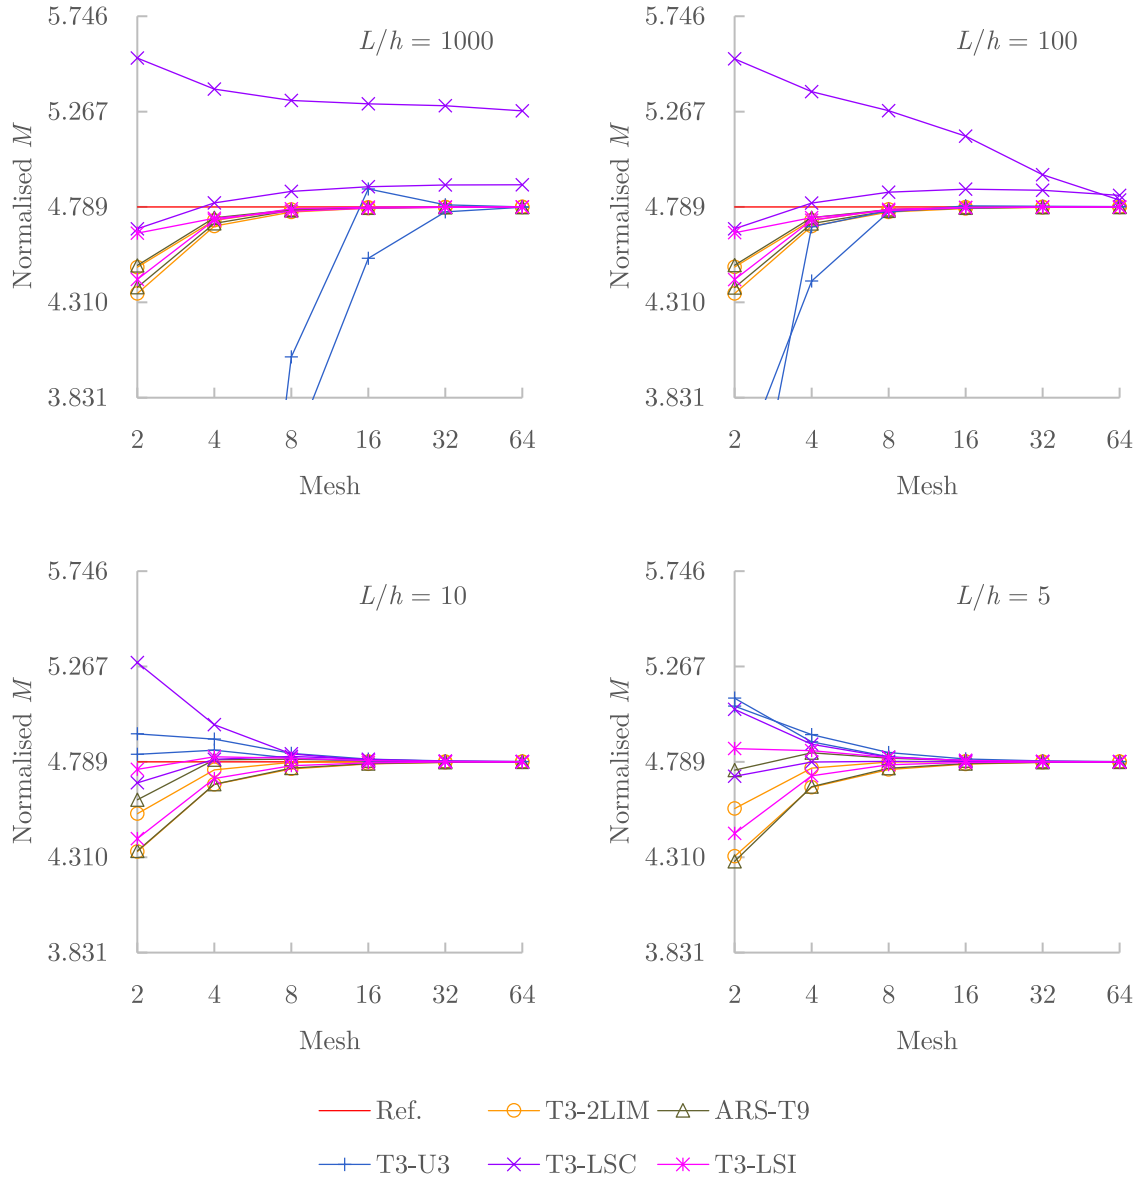 5.746
5.267
4.789
4.310
3.831
Normalised M
L/h = 1000
2 4 8 16 32 64
Mesh
5.746
5.267
4.789
4.310
3.831
Normalised M
L/h = 100
2 4 8 16 32 64
Mesh
5.746
5.267
4.789
4.310
3.831
Normalised M
L/h = 10
2 4 8 16 32 64
Mesh
5.746
5.267
4.789
4.310
3.831
Normalised M
L/h = 5
2 4 8 16 32 64
Mesh
Ref. T3-2LIM ARS-T9
T3-U3 T3-LSC T3-LSI